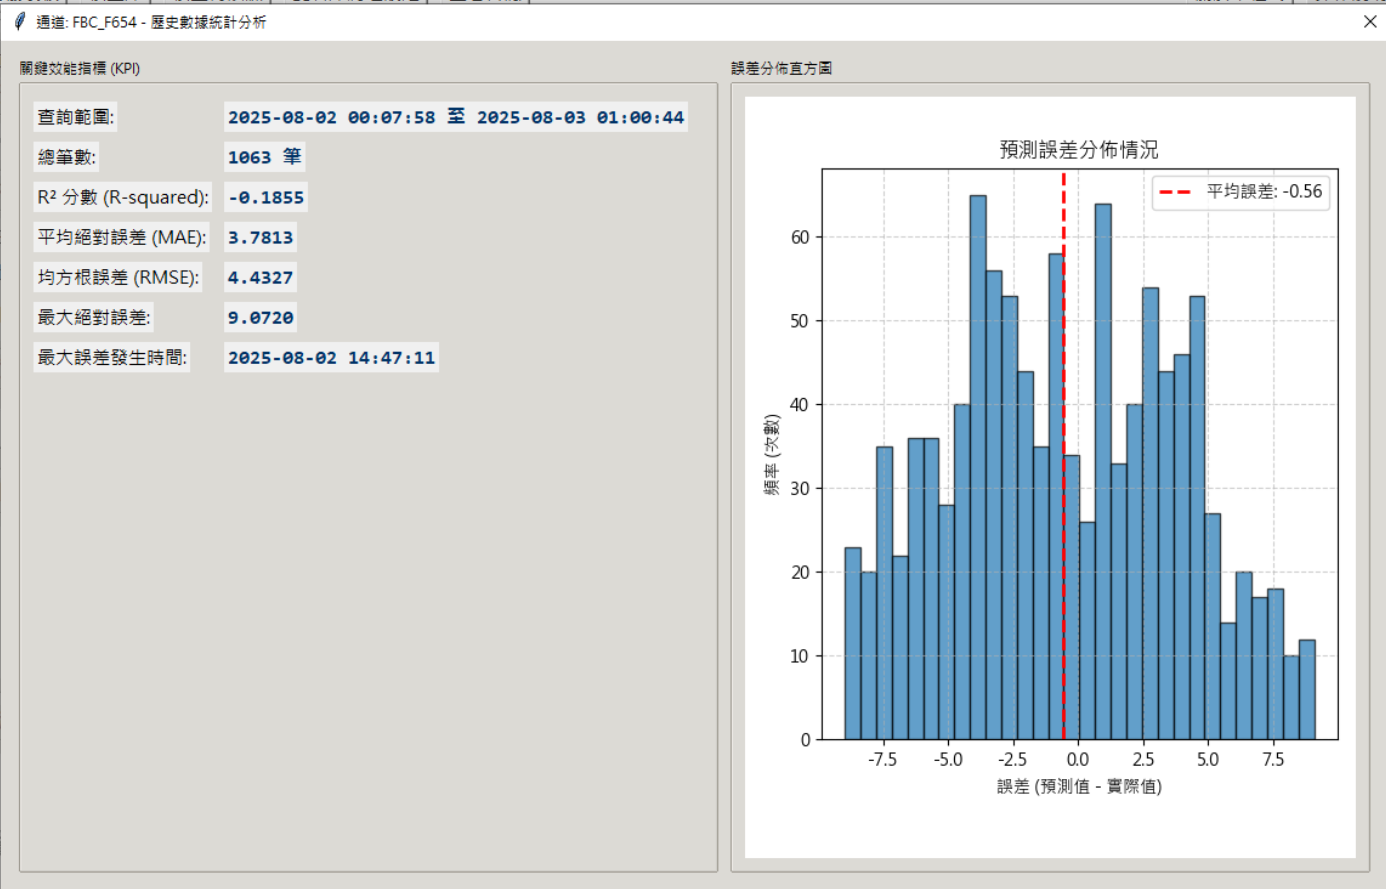 通道: FBC_F654 - 歷史數據統計分析
關鍵效能指標 (KPI)
查詢範圍: 2025-08-02 00:07:58 至 2025-08-03 01:00:44
總筆數: 1063 筆
R² 分數 (R-squared): -0.1855
平均絕對誤差 (MAE): 3.7813
均方根誤差 (RMSE): 4.4327
最大絕對誤差: 9.0720
最大誤差發生時間: 2025-08-02 14:47:11
誤差分佈直方圖
預測誤差分佈情況
平均誤差: -0.56
頻率 (次數)
60
50
40
30
20
10
0
-7.5 -5.0 -2.5 0.0 2.5 5.0 7.5
誤差 (預測值 - 實際值)